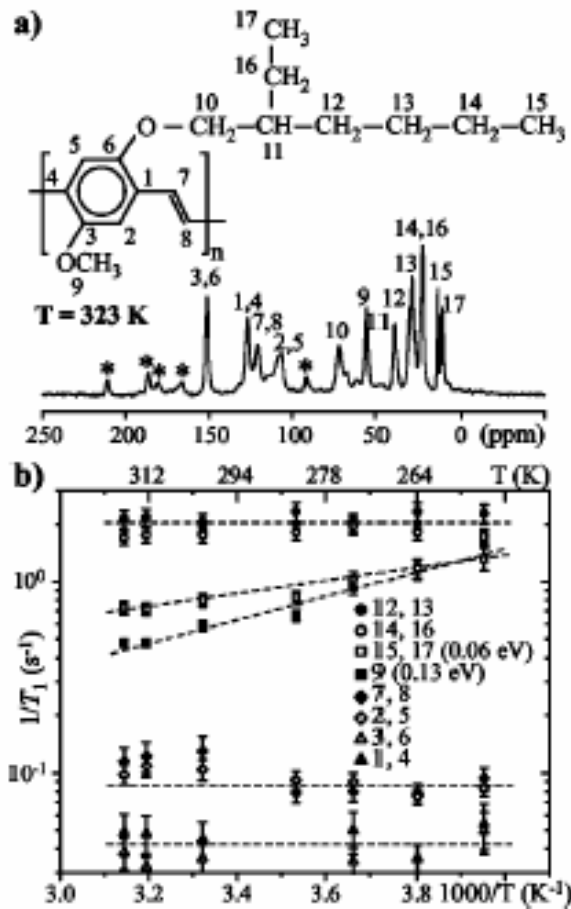 a)
17
CH3
16
CH2
10 12 13 14 15
O CH2 CH CH2 CH2 CH2 CH3
11
6
5
4 1 7
3 2 8 n
OCH3
9
T = 323 K
3,6
1,4
7,8
2,5
10
9
11
12
13
14,16
15
17
* * * * *
250 200 150 100 50 0 (ppm)
b) 312 294 278 264 T (K)
10^0
10^-1
1/T1 (s^-1)
12, 13
14, 16
15, 17 (0.06 eV)
9 (0.13 eV)
7, 8
2, 5
3, 6
1, 4
3.0 3.2 3.4 3.6 3.8 1000/T (K^-1)